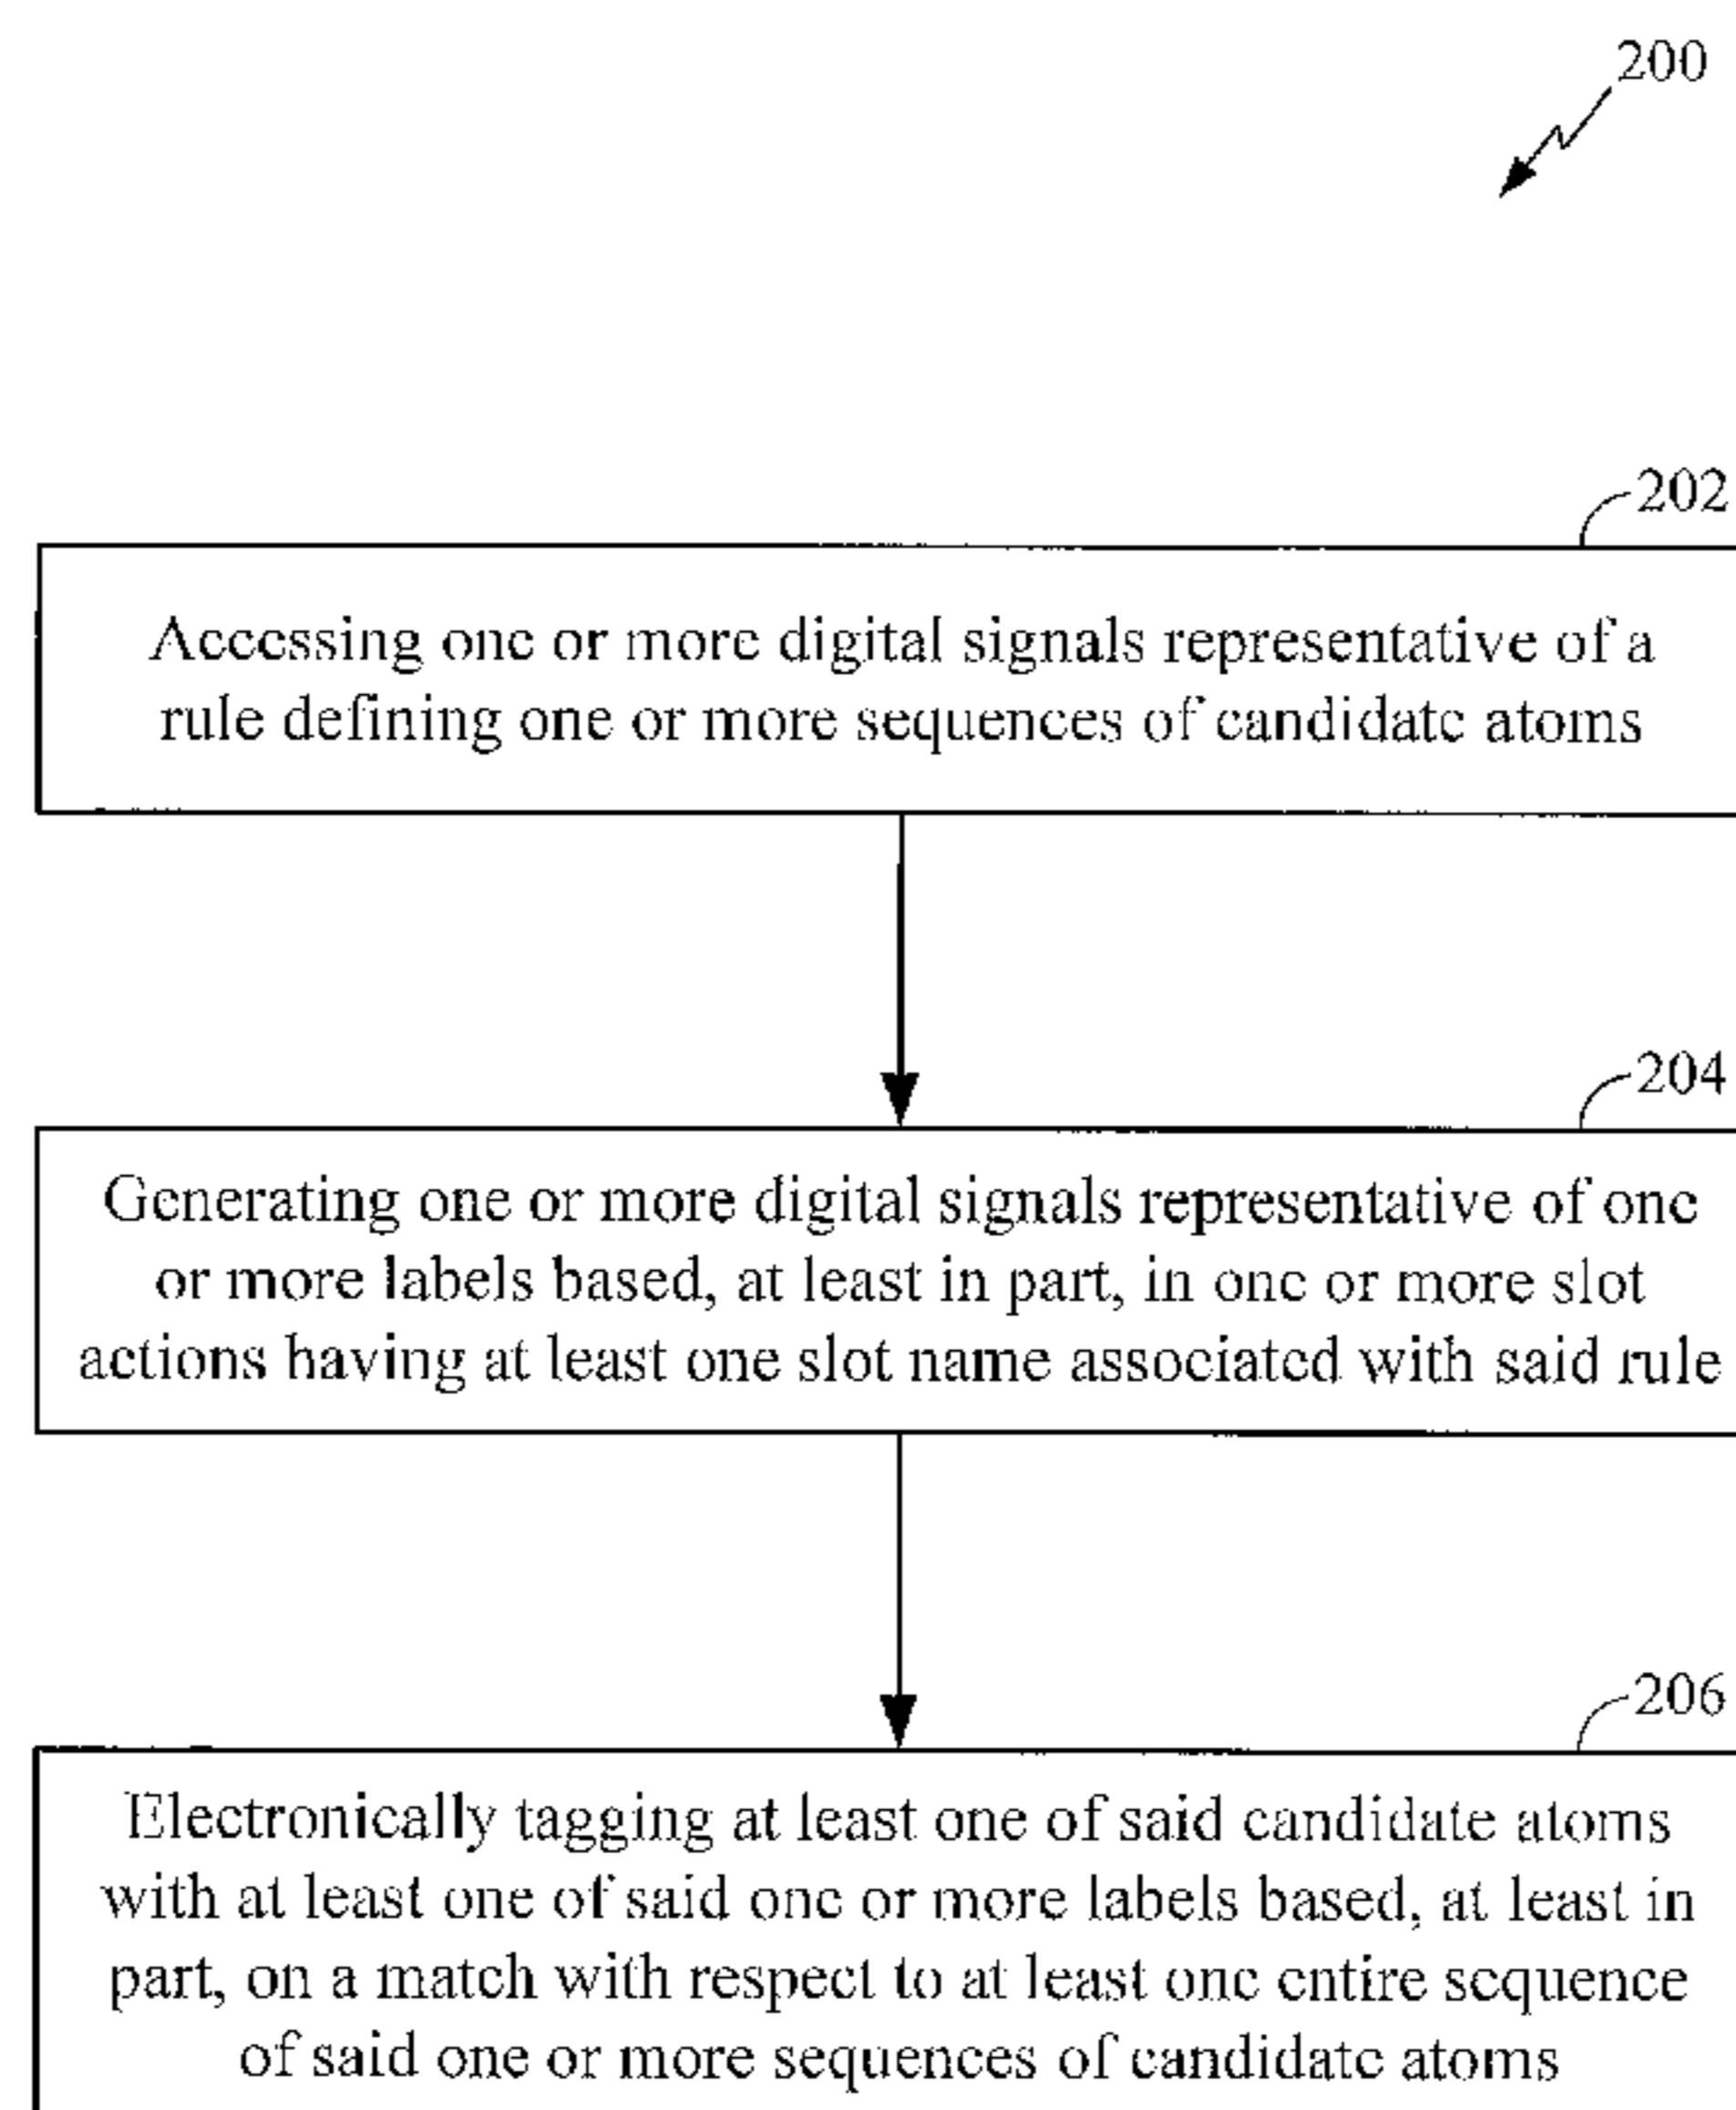 200
202
Accessing one or more digital signals representative of a
rule defining one or more sequences of candidate atoms
204
Generating one or more digital signals representative of one
or more labels based, at least in part, in one or more slot
actions having at least one slot name associated with said rule
206
Electronically tagging at least one of said candidate atoms
with at least one of said one or more labels based, at least in
part, on a match with respect to at least one entire sequence
of said one or more sequences of candidate atoms